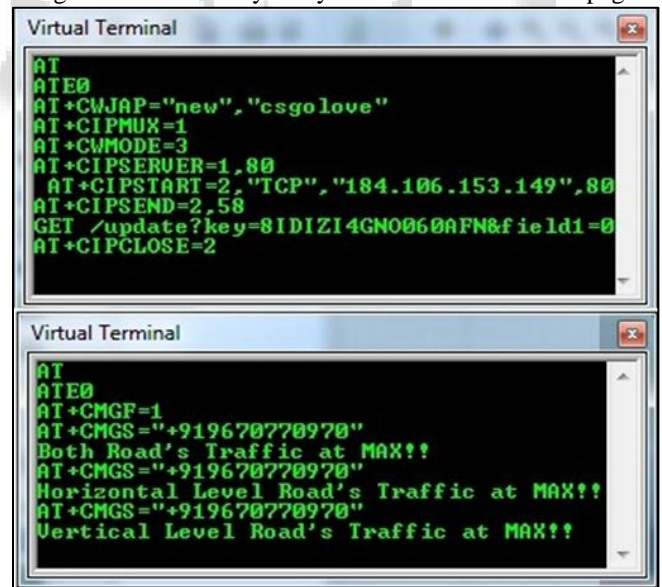 Virtual Terminal
AT
ATE0
AT+CWJAP="new","csgolove"
AT+CIPMUX=1
AT+CWMODE=3
AT+CIPSERVER=1,80
AT+CIPSTART=2,"TCP","184.106.153.149",80
AT+CIPSEND=2,58
GET /update?key=8IDIZI4GNO060AFN&field1=0
AT+CIPCLOSE=2
Virtual Terminal
AT
ATE0
AT+CMGF=1
AT+CMGS="+919670770970"
Both Road's Traffic at MAX!!
AT+CMGS="+919670770970"
Horizontal Level Road's Traffic at MAX!!
AT+CMGS="+919670770970"
Vertical Level Road's Traffic at MAX!!